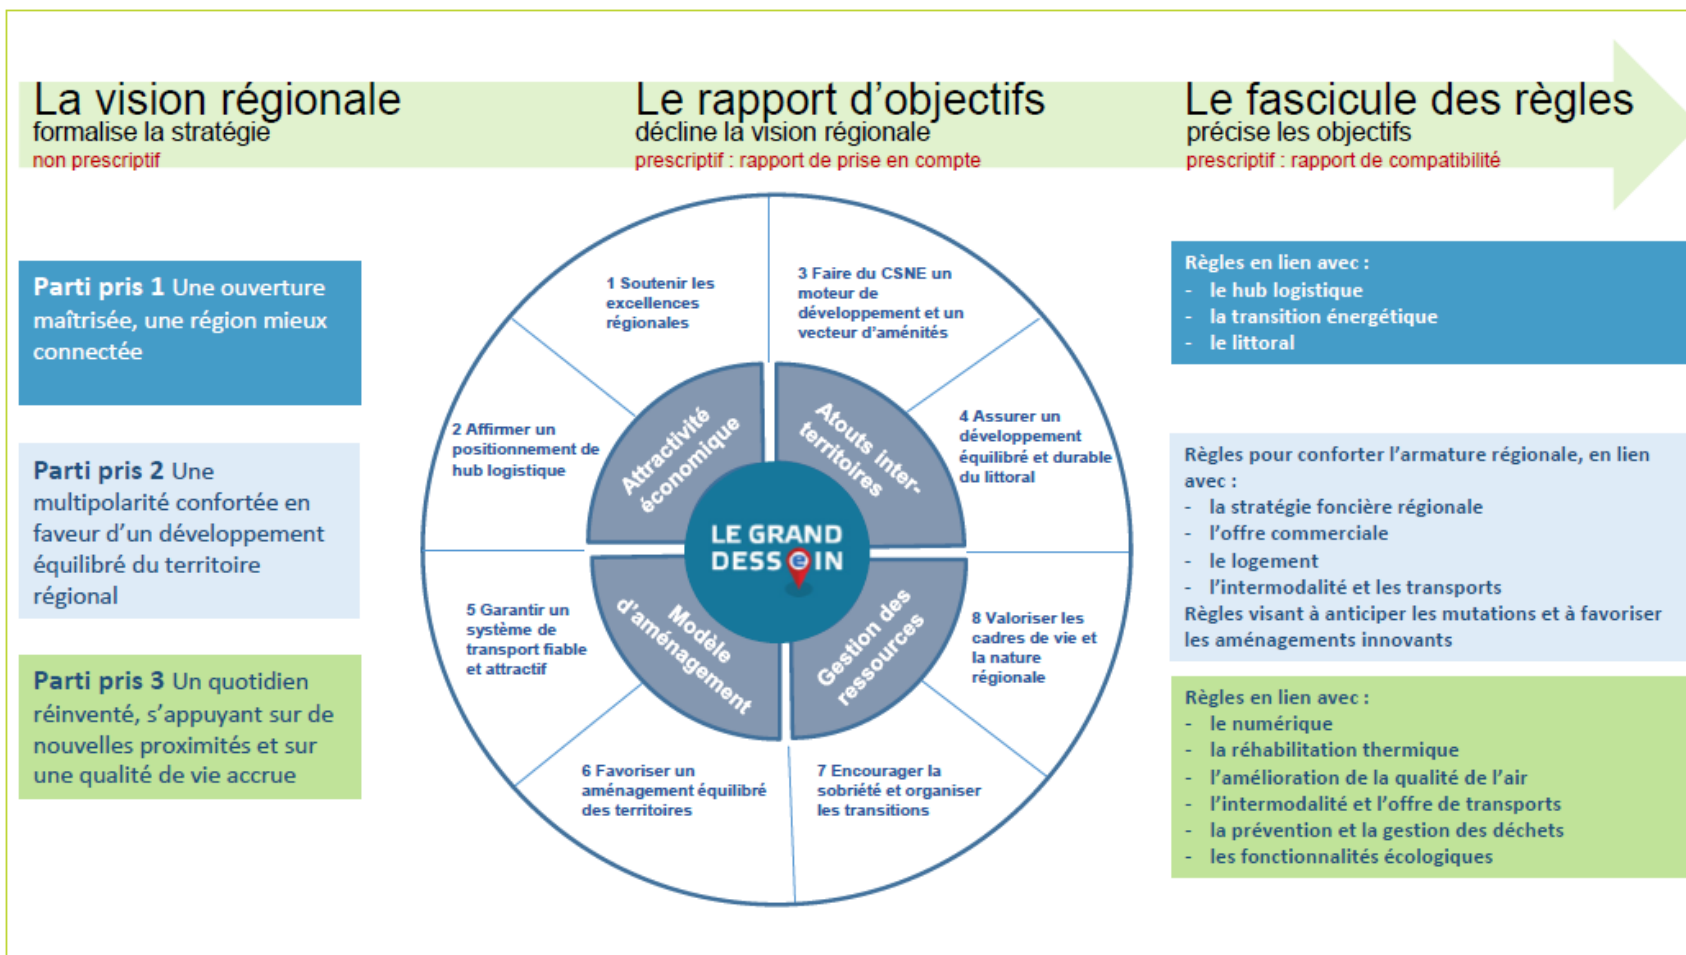 La vision régionale
formalise la stratégie
non prescriptif
Le rapport d'objectifs
décline la vision régionale
prescriptif : rapport de prise en compte
Le fascicule des règles
précise les objectifs
prescriptif : rapport de compatibilité
Parti pris 1 Une ouverture
maîtrisée, une région mieux
connectée
Parti pris 2 Une
multipolarité confortée en
faveur d'un développement
équilibré du territoire
régional
Parti pris 3 Un quotidien
réinventé, s'appuyant sur de
nouvelles proximités et sur
une qualité de vie accrue
1 Soutenir les
excellences
régionales
2 Affirmer un
positionnement de
hub logistique
3 Faire du CSNE un
moteur de
développement et un
vecteur d'aménités
4 Assurer un
développement
équilibré et durable
du littoral
5 Garantir un
système de
transport fiable
et attractif
6 Favoriser un
aménagement équilibré
des territoires
7 Encourager la
sobriété et organiser
les transitions
8 Valoriser les
cadres de vie et
la nature
régionale
Attractivité
économique
Atouts inter-
territoires
Modèle
d'aménagement
Gestion des
ressources
LE GRAND
DESSeIN
Règles en lien avec :
- le hub logistique
- la transition énergétique
- le littoral
Règles pour conforter l'armature régionale, en lien
avec :
- la stratégie foncière régionale
- l'offre commerciale
- le logement
- l'intermodalité et les transports
Règles visant à anticiper les mutations et à favoriser
les aménagements innovants
Règles en lien avec :
- le numérique
- la réhabilitation thermique
- l'amélioration de la qualité de l'air
- l'intermodalité et l'offre de transports
- la prévention et la gestion des déchets
- les fonctionnalités écologiques